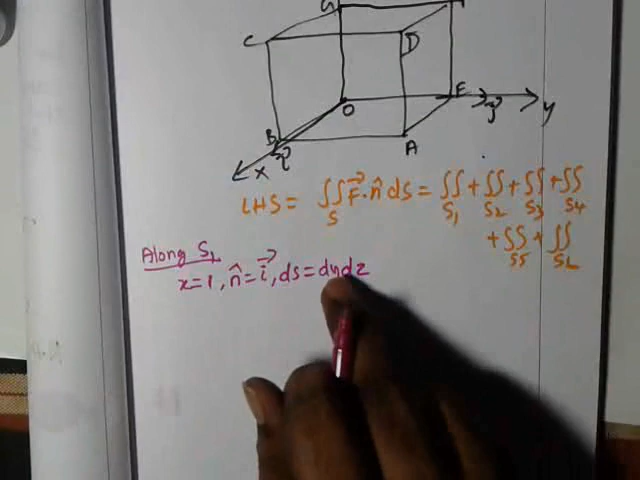 G
C
D
E
O
y
j
B
A
x
i
LHS = ∬ F⃗·n̂ ds = ∬ + ∬ + ∬ + ∬
S S1 S2 S3 S4
+ ∬ + ∬
S5 S6
Along S1
x=1, n̂ = i⃗, ds = dydz